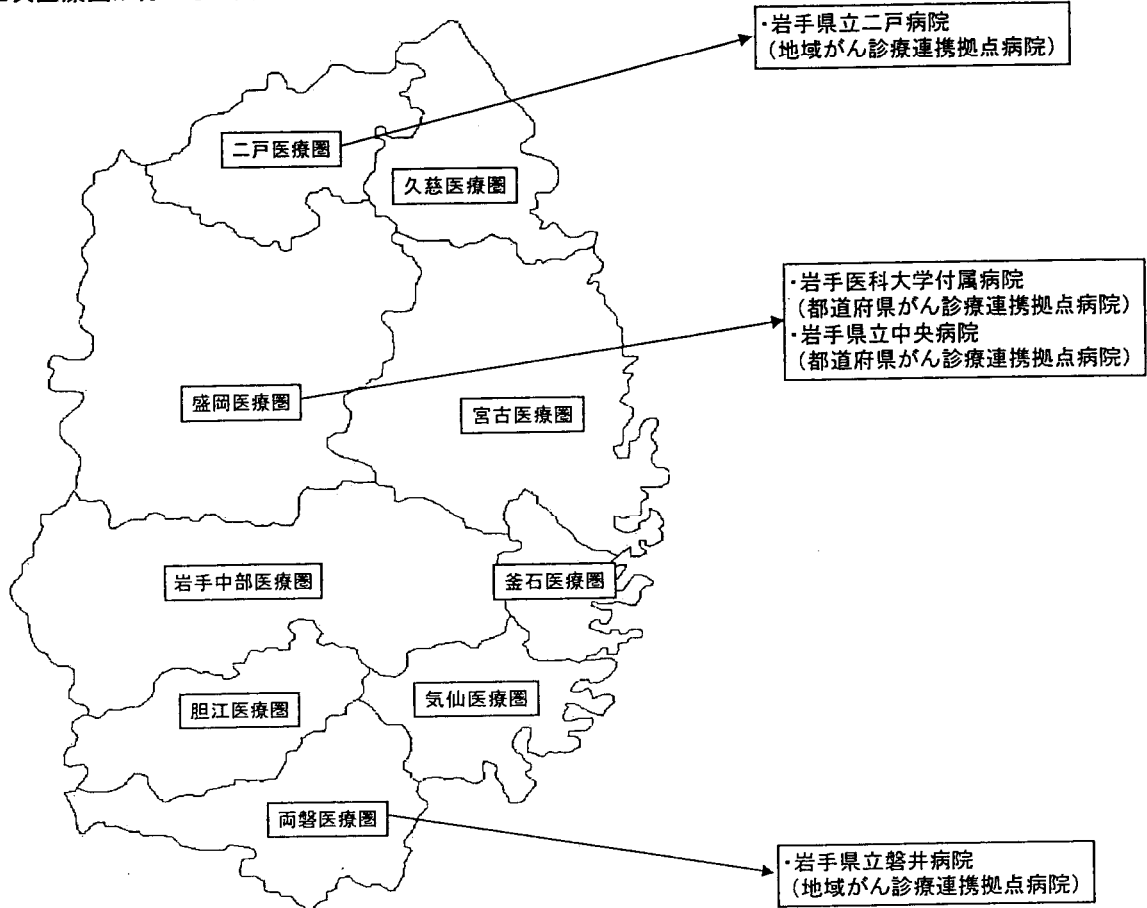 ・岩手県立二戸病院
(地域がん診療連携拠点病院)
二戸医療圏
久慈医療圏
・岩手医科大学付属病院
(都道府県がん診療連携拠点病院)
・岩手県立中央病院
(都道府県がん診療連携拠点病院)
盛岡医療圏
宮古医療圏
岩手中部医療圏
釜石医療圏
胆江医療圏
気仙医療圏
両磐医療圏
・岩手県立磐井病院
(地域がん診療連携拠点病院)